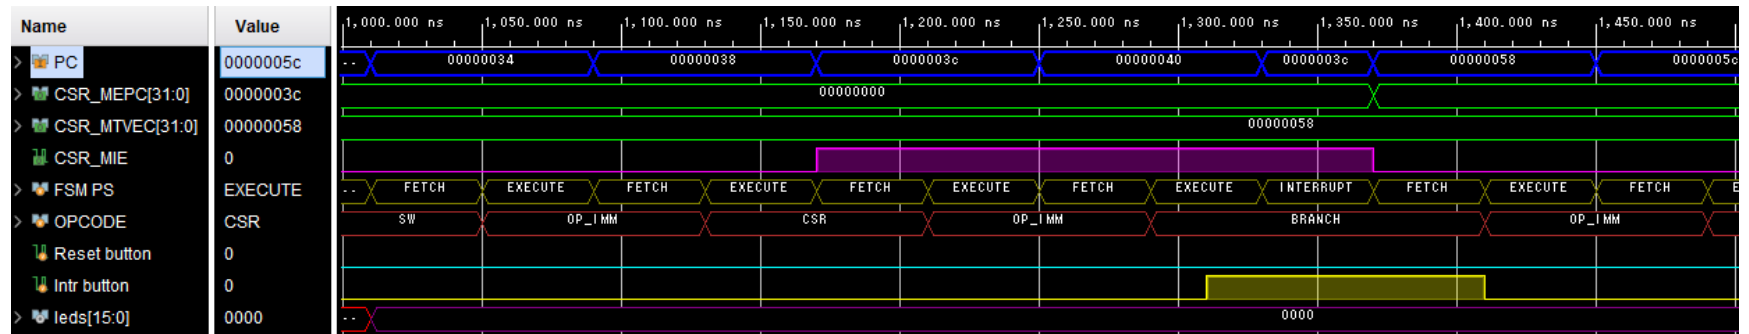 Name Value 1,000.000 ns 1,050.000 ns 1,100.000 ns 1,150.000 ns 1,200.000 ns 1,250.000 ns 1,300.000 ns 1,350.000 ns 1,400.000 ns 1,450.000 ns
PC 0000005c .. 00000034 00000038 0000003c 00000040 0000003c 00000058 0000005c
CSR_MEPC[31:0] 0000003c 00000000
CSR_MTVEC[31:0] 00000058 00000058
CSR_MIE 0
FSM PS EXECUTE .. FETCH EXECUTE FETCH EXECUTE FETCH EXECUTE FETCH EXECUTE INTERRUPT FETCH EXECUTE FETCH E
OPCODE CSR SW OP_IMM CSR OP_IMM BRANCH OP_IMM
Reset button 0
Intr button 0
leds[15:0] 0000 .. 0000